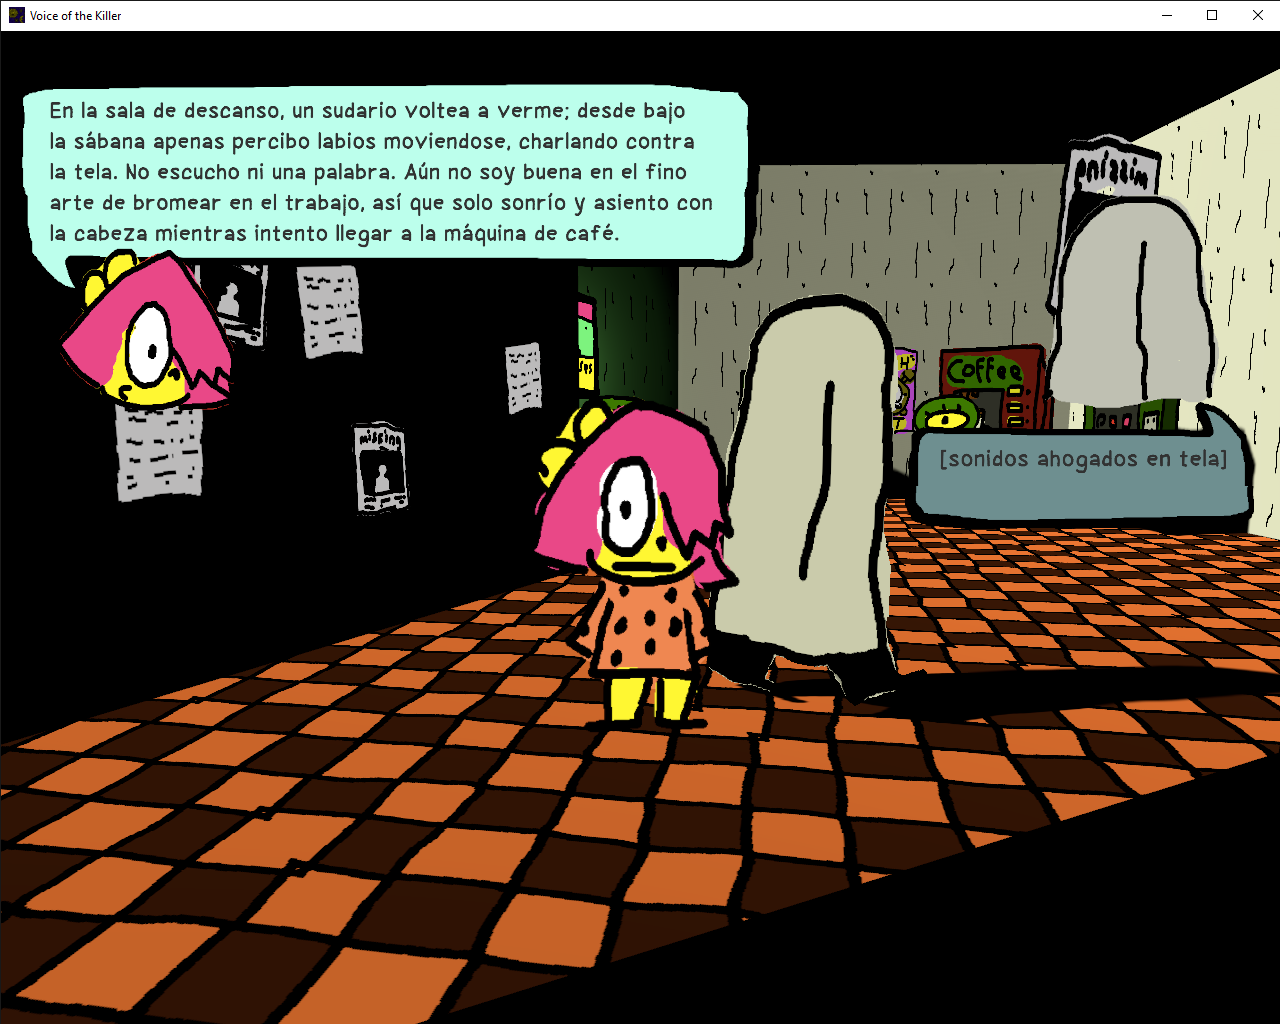 Voice of the Killer
En la sala de descanso, un sudario voltea a verme; desde bajo
la sábana apenas percibo labios moviendose, charlando contra
la tela. No escucho ni una palabra. Aún no soy buena en el fino
arte de bromear en el trabajo, así que solo sonrío y asiento con
la cabeza mientras intento llegar a la máquina de café.
missing
missing
Coffee
[sonidos ahogados en tela]